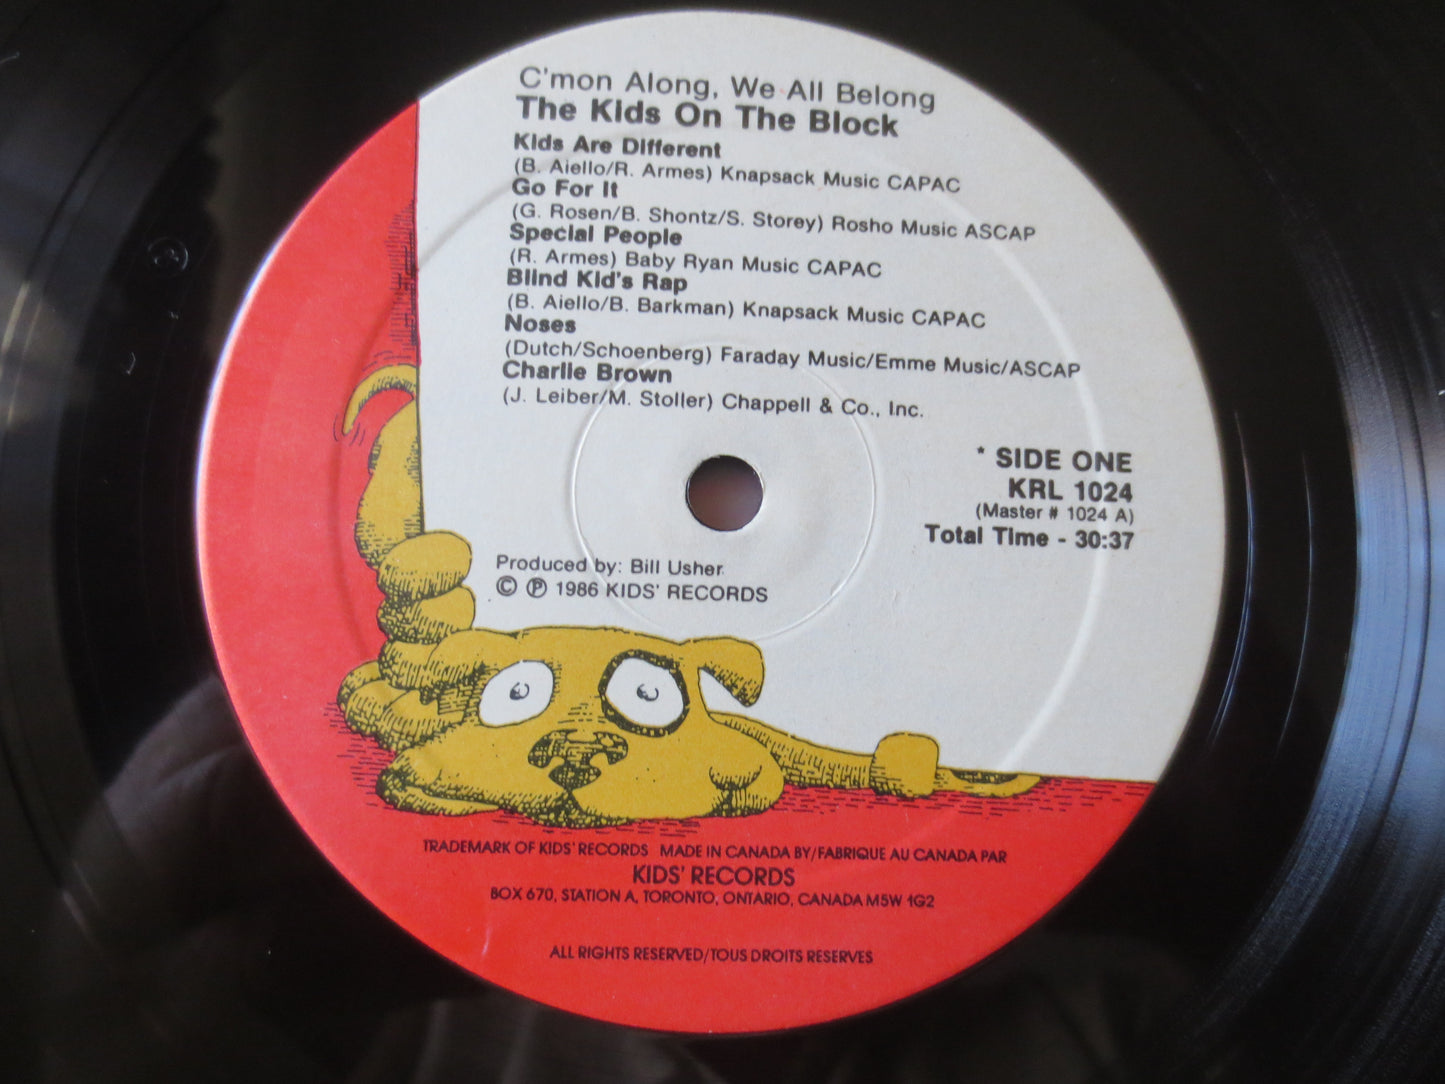 C'mon Along, We All Belong
The Kids On The Block
Kids Are Different
(B. Aiello/R. Armes) Knapsack Music CAPAC
Go For It
(G. Rosen/B. Shontz/S. Storey) Rosho Music ASCAP
Special People
(R. Armes) Baby Ryan Music CAPAC
Blind Kid's Rap
(B. Aiello/B. Barkman) Knapsack Music CAPAC
Noses
(Dutch/Schoenberg) Faraday Music/Emme Music/ASCAP
Charlie Brown
(J. Leiber/M. Stoller) Chappell & Co., Inc.
* SIDE ONE
KRL 1024
(Master # 1024 A)
Total Time - 30:37
Produced by: Bill Usher
© ℗ 1986 KIDS' RECORDS
TRADEMARK OF KIDS' RECORDS MADE IN CANADA BY/FABRIQUE AU CANADA PAR
KIDS' RECORDS
BOX 670, STATION A, TORONTO, ONTARIO, CANADA M5W 1G2
ALL RIGHTS RESERVED/TOUS DROITS RESERVES